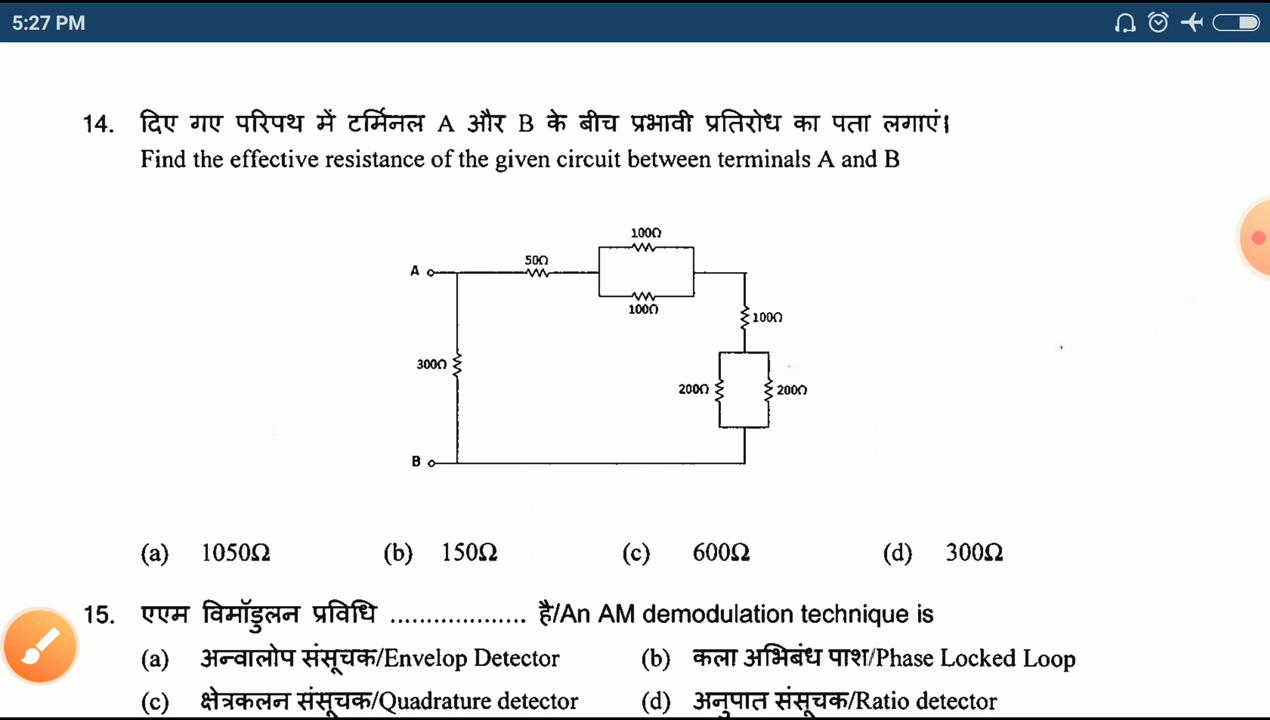 5:27 PM
14. दिए गए परिपथ में टर्मिनल A और B के बीच प्रभावी प्रतिरोध का पता लगाएं।
Find the effective resistance of the given circuit between terminals A and B
100Ω
50Ω
A
100Ω
100Ω
300Ω
200Ω 200Ω
B
(a) 1050Ω (b) 150Ω (c) 600Ω (d) 300Ω
15. एएम विमॉडुलन प्रविधि ................... है/An AM demodulation technique is
(a) अन्वालोप संसूचक/Envelop Detector (b) कला अभिबंध पाश/Phase Locked Loop
(c) क्षेत्रकलन संसूचक/Quadrature detector (d) अनुपात संसूचक/Ratio detector